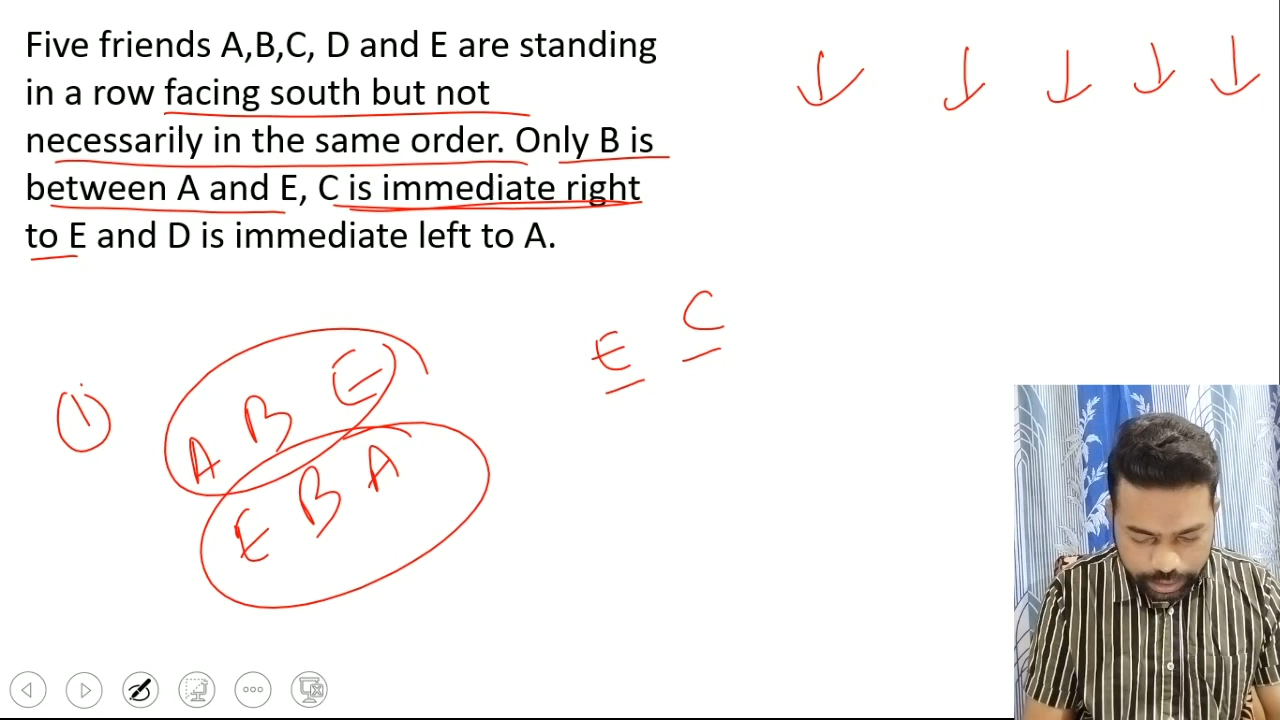 Five friends A,B,C, D and E are standing
in a row facing south but not
necessarily in the same order. Only B is
between A and E, C is immediate right
to E and D is immediate left to A.
E C
① A B E
E B A